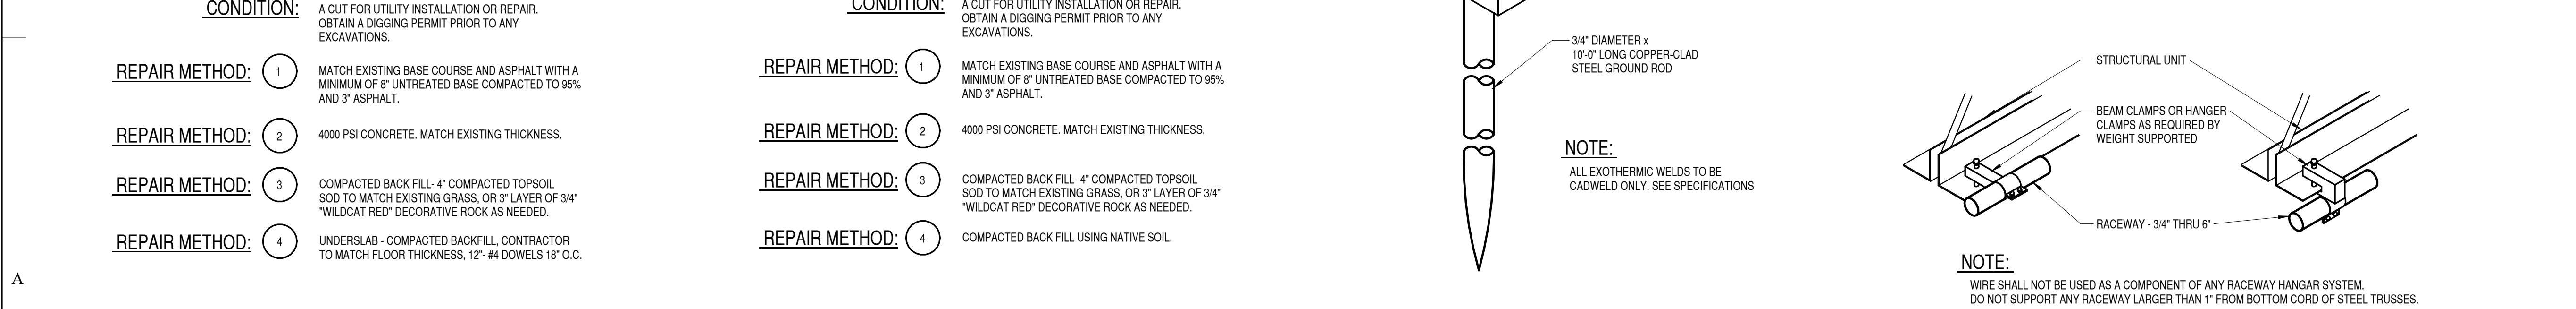 CONDITION:
A CUT FOR UTILITY INSTALLATION OR REPAIR.
OBTAIN A DIGGING PERMIT PRIOR TO ANY
EXCAVATIONS.
REPAIR METHOD: 1
MATCH EXISTING BASE COURSE AND ASPHALT WITH A
MINIMUM OF 8" UNTREATED BASE COMPACTED TO 95%
AND 3" ASPHALT.
REPAIR METHOD: 2
4000 PSI CONCRETE. MATCH EXISTING THICKNESS.
REPAIR METHOD: 3
COMPACTED BACK FILL- 4" COMPACTED TOPSOIL
SOD TO MATCH EXISTING GRASS, OR 3" LAYER OF 3/4"
"WILDCAT RED" DECORATIVE ROCK AS NEEDED.
REPAIR METHOD: 4
UNDERSLAB - COMPACTED BACKFILL, CONTRACTOR
TO MATCH FLOOR THICKNESS, 12"- #4 DOWELS 18" O.C.
A
CONDITION:
A CUT FOR UTILITY INSTALLATION OR REPAIR.
OBTAIN A DIGGING PERMIT PRIOR TO ANY
EXCAVATIONS.
REPAIR METHOD: 1
MATCH EXISTING BASE COURSE AND ASPHALT WITH A
MINIMUM OF 8" UNTREATED BASE COMPACTED TO 95%
AND 3" ASPHALT.
REPAIR METHOD: 2
4000 PSI CONCRETE. MATCH EXISTING THICKNESS.
REPAIR METHOD: 3
COMPACTED BACK FILL- 4" COMPACTED TOPSOIL
SOD TO MATCH EXISTING GRASS, OR 3" LAYER OF 3/4"
"WILDCAT RED" DECORATIVE ROCK AS NEEDED.
REPAIR METHOD: 4
COMPACTED BACK FILL USING NATIVE SOIL.
3/4" DIAMETER x
10'-0" LONG COPPER-CLAD
STEEL GROUND ROD
NOTE:
ALL EXOTHERMIC WELDS TO BE
CADWELD ONLY. SEE SPECIFICATIONS
STRUCTURAL UNIT
BEAM CLAMPS OR HANGER
CLAMPS AS REQUIRED BY
WEIGHT SUPPORTED
RACEWAY - 3/4" THRU 6"
NOTE:
WIRE SHALL NOT BE USED AS A COMPONENT OF ANY RACEWAY HANGAR SYSTEM.
DO NOT SUPPORT ANY RACEWAY LARGER THAN 1" FROM BOTTOM CORD OF STEEL TRUSSES.